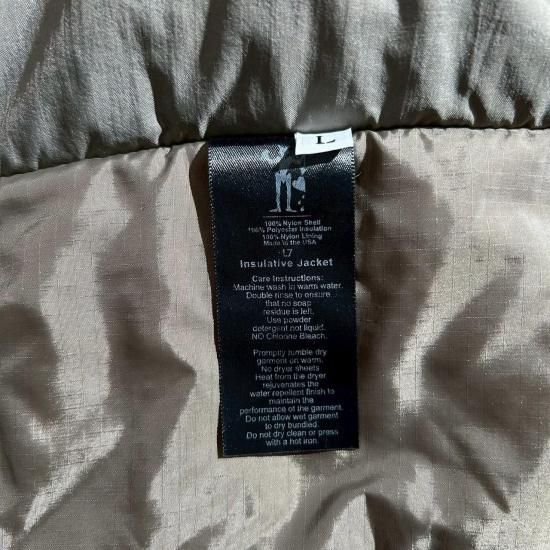 L
100% Nylon Shell
100% Polyester Insulation
100% Nylon Lining
Made in the USA
L7
Insulative Jacket
Care Instructions:
Machine wash in warm water.
Double rinse to ensure
that no soap
residue is left.
Use powder
detergent not liquid.
NO Chlorine Bleach.
Promptly tumble dry
garment on warm.
No dryer sheets
Heat from the dryer
rejuvenates the
water repellent finish to
maintain the
performance of the garment.
Do not allow wet garment
to dry bundled.
Do not dry clean or press
with a hot iron.